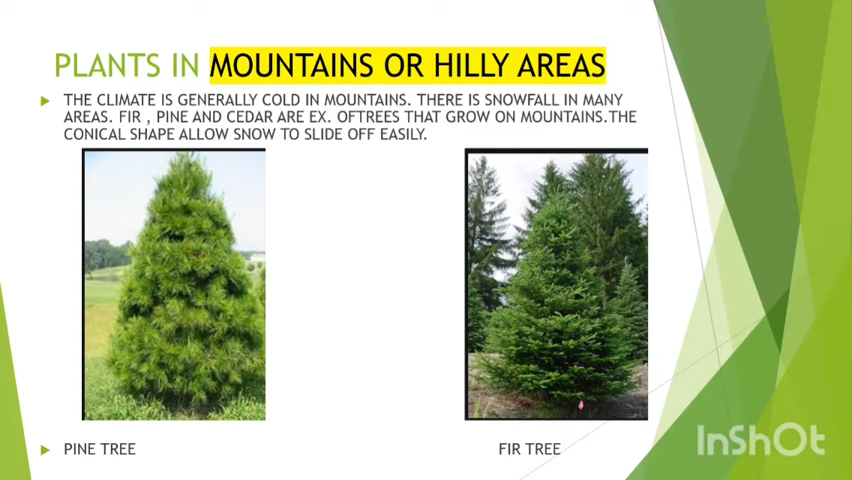 PLANTS IN MOUNTAINS OR HILLY AREAS
THE CLIMATE IS GENERALLY COLD IN MOUNTAINS. THERE IS SNOWFALL IN MANY
AREAS. FIR , PINE AND CEDAR ARE EX. OFTREES THAT GROW ON MOUNTAINS.THE
CONICAL SHAPE ALLOW SNOW TO SLIDE OFF EASILY.
PINE TREE
FIR TREE
InShOt